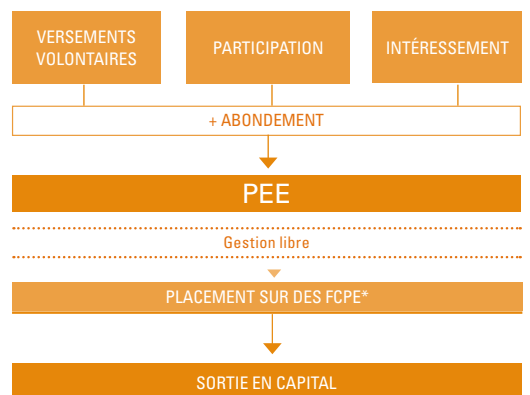 VERSEMENTS
VOLONTAIRES
PARTICIPATION
INTÉRESSEMENT
+ ABONDEMENT
PEE
Gestion libre
PLACEMENT SUR DES FCPE*
SORTIE EN CAPITAL